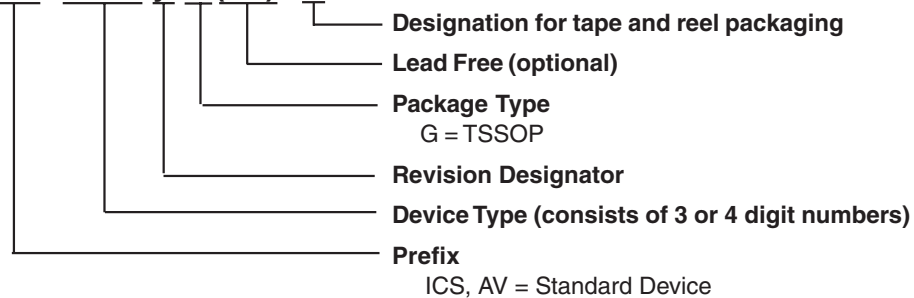 Designation for tape and reel packaging
Lead Free (optional)
Package Type
G = TSSOP
Revision Designator
Device Type (consists of 3 or 4 digit numbers)
Prefix
ICS, AV = Standard Device